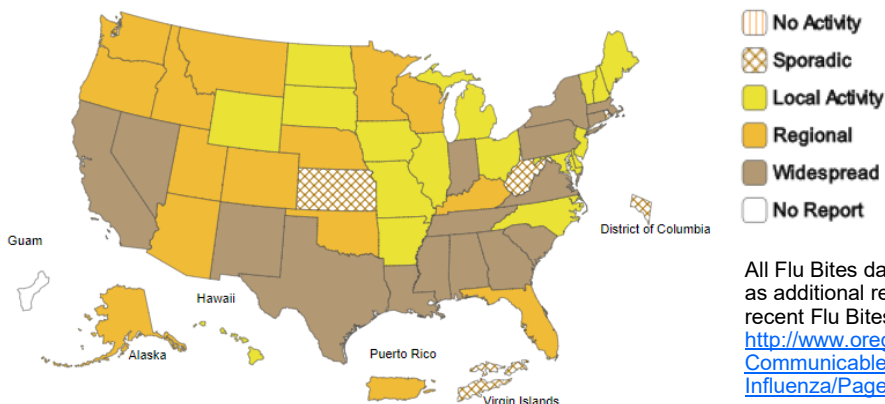 No Activity
Sporadic
Local Activity
Regional
Widespread
No Report
District of Columbia
Guam
Hawaii
Alaska
Puerto Rico
Virgin Islands
All Flu Bites da
as additional re
recent Flu Bites
http://www.oreg
Communicable
Influenza/Page